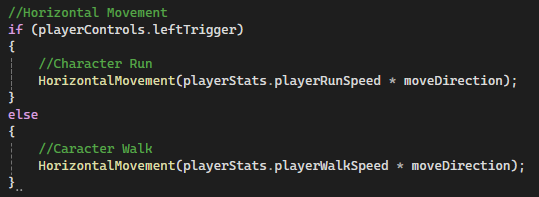 //Horizontal Movement
if (playerControls.leftTrigger)
{
//Character Run
HorizontalMovement(playerStats.playerRunSpeed * moveDirection);
}
else
{
//Caracter Walk
HorizontalMovement(playerStats.playerWalkSpeed * moveDirection);
}